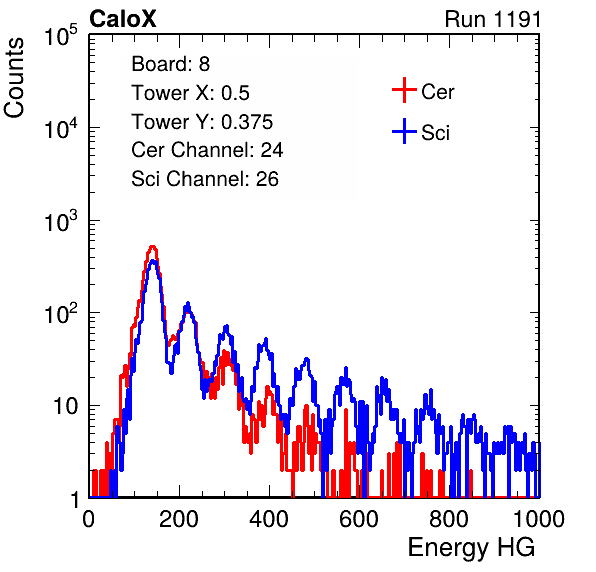 CaloX Run 1191
Counts
Board: 8
Tower X: 0.5
Tower Y: 0.375
Cer Channel: 24
Sci Channel: 26
Cer
Sci
10^5
10^4
10^3
10^2
10
1
0 200 400 600 800 1000
Energy HG